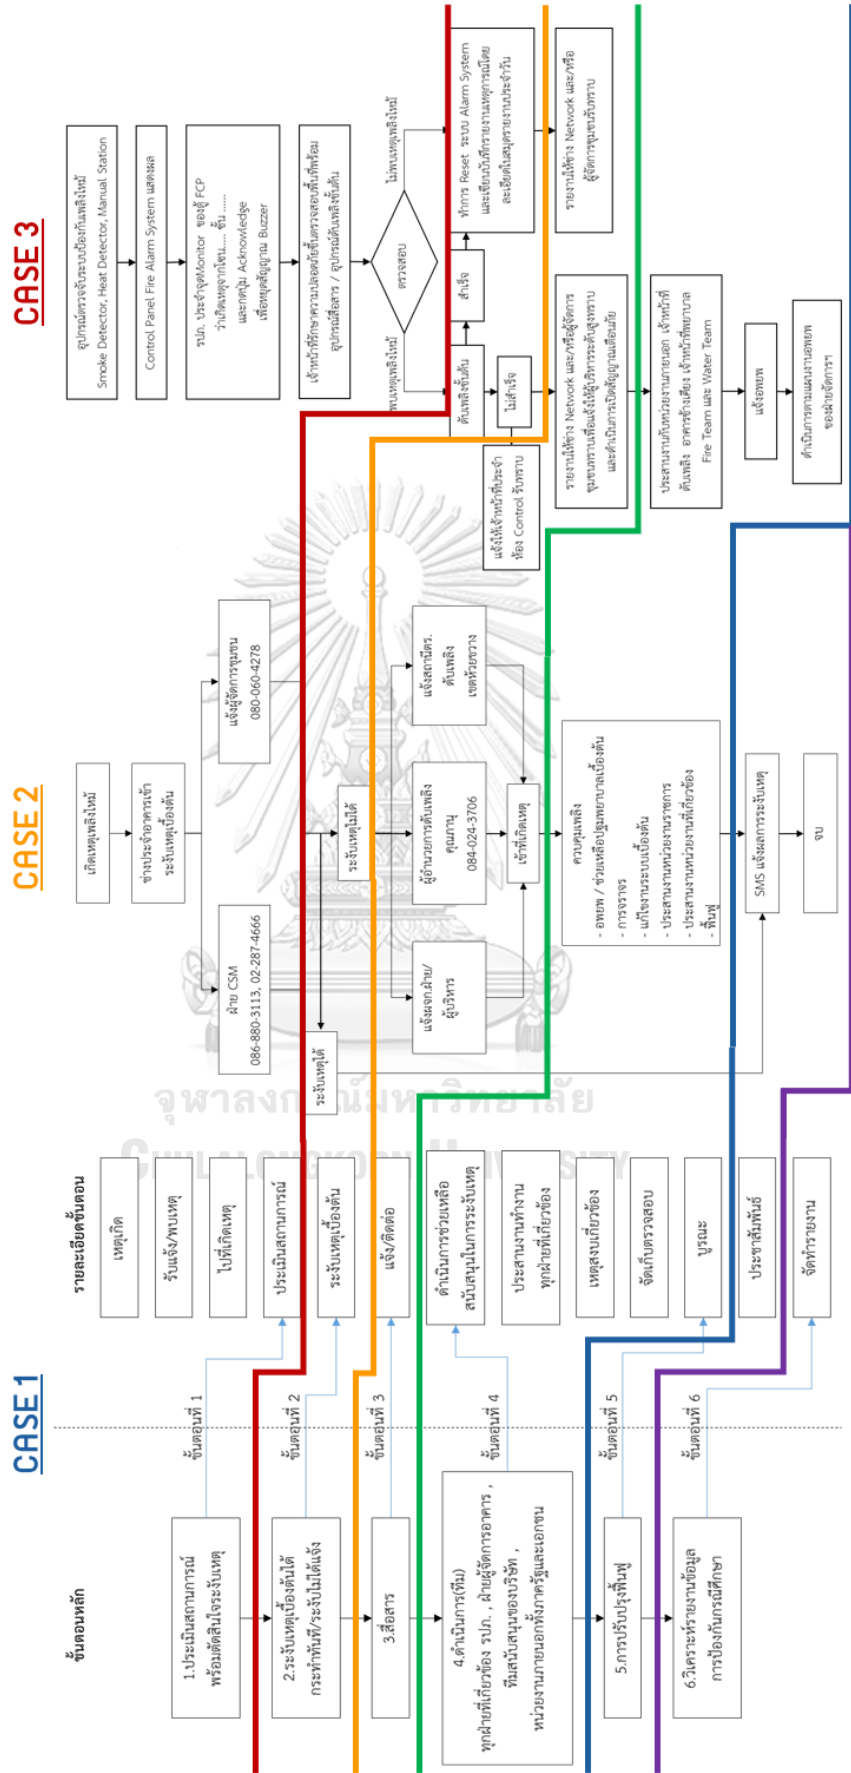 CASE 1
ขั้นตอนหลัก
รายละเอียดขั้นตอน
1.ประเมินสถานการณ์
พร้อมตัดสินใจระงับเหตุ
2.ระงับเหตุเบื้องต้นได้
กระทำทันที/ระงับไม่ได้แจ้ง
3.สื่อสาร
4.ดำเนินการ(ทีม)
ทุกฝ่ายที่เกี่ยวข้อง รปภ. , ฝ่ายผู้จัดการอาคาร ,
ทีมสนับสนุนของบริษัท ,
หน่วยงานภายนอกทั้งภาครัฐและเอกชน
5.การปรับปรุงฟื้นฟู
6.วิเคราะห์รายงานข้อมูล
การป้องกันกรณีศึกษา
ขั้นตอนที่ 1
ขั้นตอนที่ 2
ขั้นตอนที่ 3
ขั้นตอนที่ 4
ขั้นตอนที่ 5
ขั้นตอนที่ 6
เหตุเกิด
รับแจ้ง/พบเหตุ
ไปที่เกิดเหตุ
ประเมินสถานการณ์
ระงับเหตุเบื้องต้น
แจ้ง/ติดต่อ
ดำเนินการช่วยเหลือ
สนับสนุนในการระงับเหตุ
ประสานงานทำงาน
ทุกฝ่ายที่เกี่ยวข้อง
เหตุสงบเกี่ยวข้อง
จัดเก็บตรวจสอบ
บูรณะ
ประชาสัมพันธ์
จัดทำรายงาน
CASE 2
เกิดเหตุเพลิงไหม้
ช่างประจำอาคารเข้า
ระงับเหตุเบื้องต้น
ฝ่าย CSM
086-880-3113, 02-287-4666
แจ้งผู้จัดการชุมชน
080-060-4278
ระงับเหตุได้
ระงับเหตุไม่ได้
แจ้งผจก.ฝ่าย/
ผู้บริหาร
ผู้อำนวยการดับเพลิง
คุณภาณุ
084-024-3706
แจ้งสถานีตร.
ดับเพลิง
เขตห้วยขวาง
เข้าที่เกิดเหตุ
ควบคุมเพลิง
- อพยพ / ช่วยเหลือปฐมพยาบาลเบื้องต้น
- การจราจร
- แก้ไขงานระบบเบื้องต้น
- ประสานงานหน่วยงานราชการ
- ประสานงานหน่วยงานที่เกี่ยวข้อง
- ฟื้นฟู
SMS แจ้งผลการระงับเหตุ
จบ
CASE 3
อุปกรณ์ตรวจจับระบบป้องกันเพลิงไหม้
Smoke Detector, Heat Detector, Manual Station
Control Panel Fire Alarm System แสดงผล
รปภ. ประจำจุดMonitor ของตู้ FCP
ว่าเกิดเหตุจากโซน..... ชั้น ......
และกดปุ่ม Acknowledge
เพื่อหยุดสัญญาณ Buzzer
เจ้าหน้าที่รักษาความปลอดภัยขึ้นตรวจสอบพื้นที่พร้อม
อุปกรณ์สื่อสาร / อุปกรณ์ดับเพลิงขั้นต้น
ตรวจสอบ
พบเหตุเพลิงไหม้
ไม่พบเหตุเพลิงไหม้
ดับเพลิงขั้นต้น
สำเร็จ
ไม่สำเร็จ
ทำการ Reset ระบบ Alarm System
และเขียนบันทึกรายงานเหตุการณ์โดย
ละเอียดในสมุดรายงานประจำวัน
แจ้งให้เจ้าหน้าที่ประจำ
ห้อง Control รับทราบ
รายงานให้ช่าง Network และ/หรือ
ผู้จัดการชุมชนรับทราบ
รายงานให้ช่าง Network และ/หรือผู้จัดการ
ชุมชนทราบเพื่อแจ้งให้ผู้บริหารระดับสูงทราบ
และดำเนินการเปิดสัญญาณเตือนภัย
ประสานงานกับหน่วยงานภายนอก เจ้าหน้าที่
ดับเพลิง อาคารข้างเคียง เจ้าหน้าที่พยาบาล
Fire Team และ Water Team
แจ้งอพยพ
ดำเนินการตามแผนงานอพยพ
ของฝ่ายจัดการฯ
จุฬาลงกรณ์มหาวิทยาลัย
CHULALONGKORN UNIVERSITY